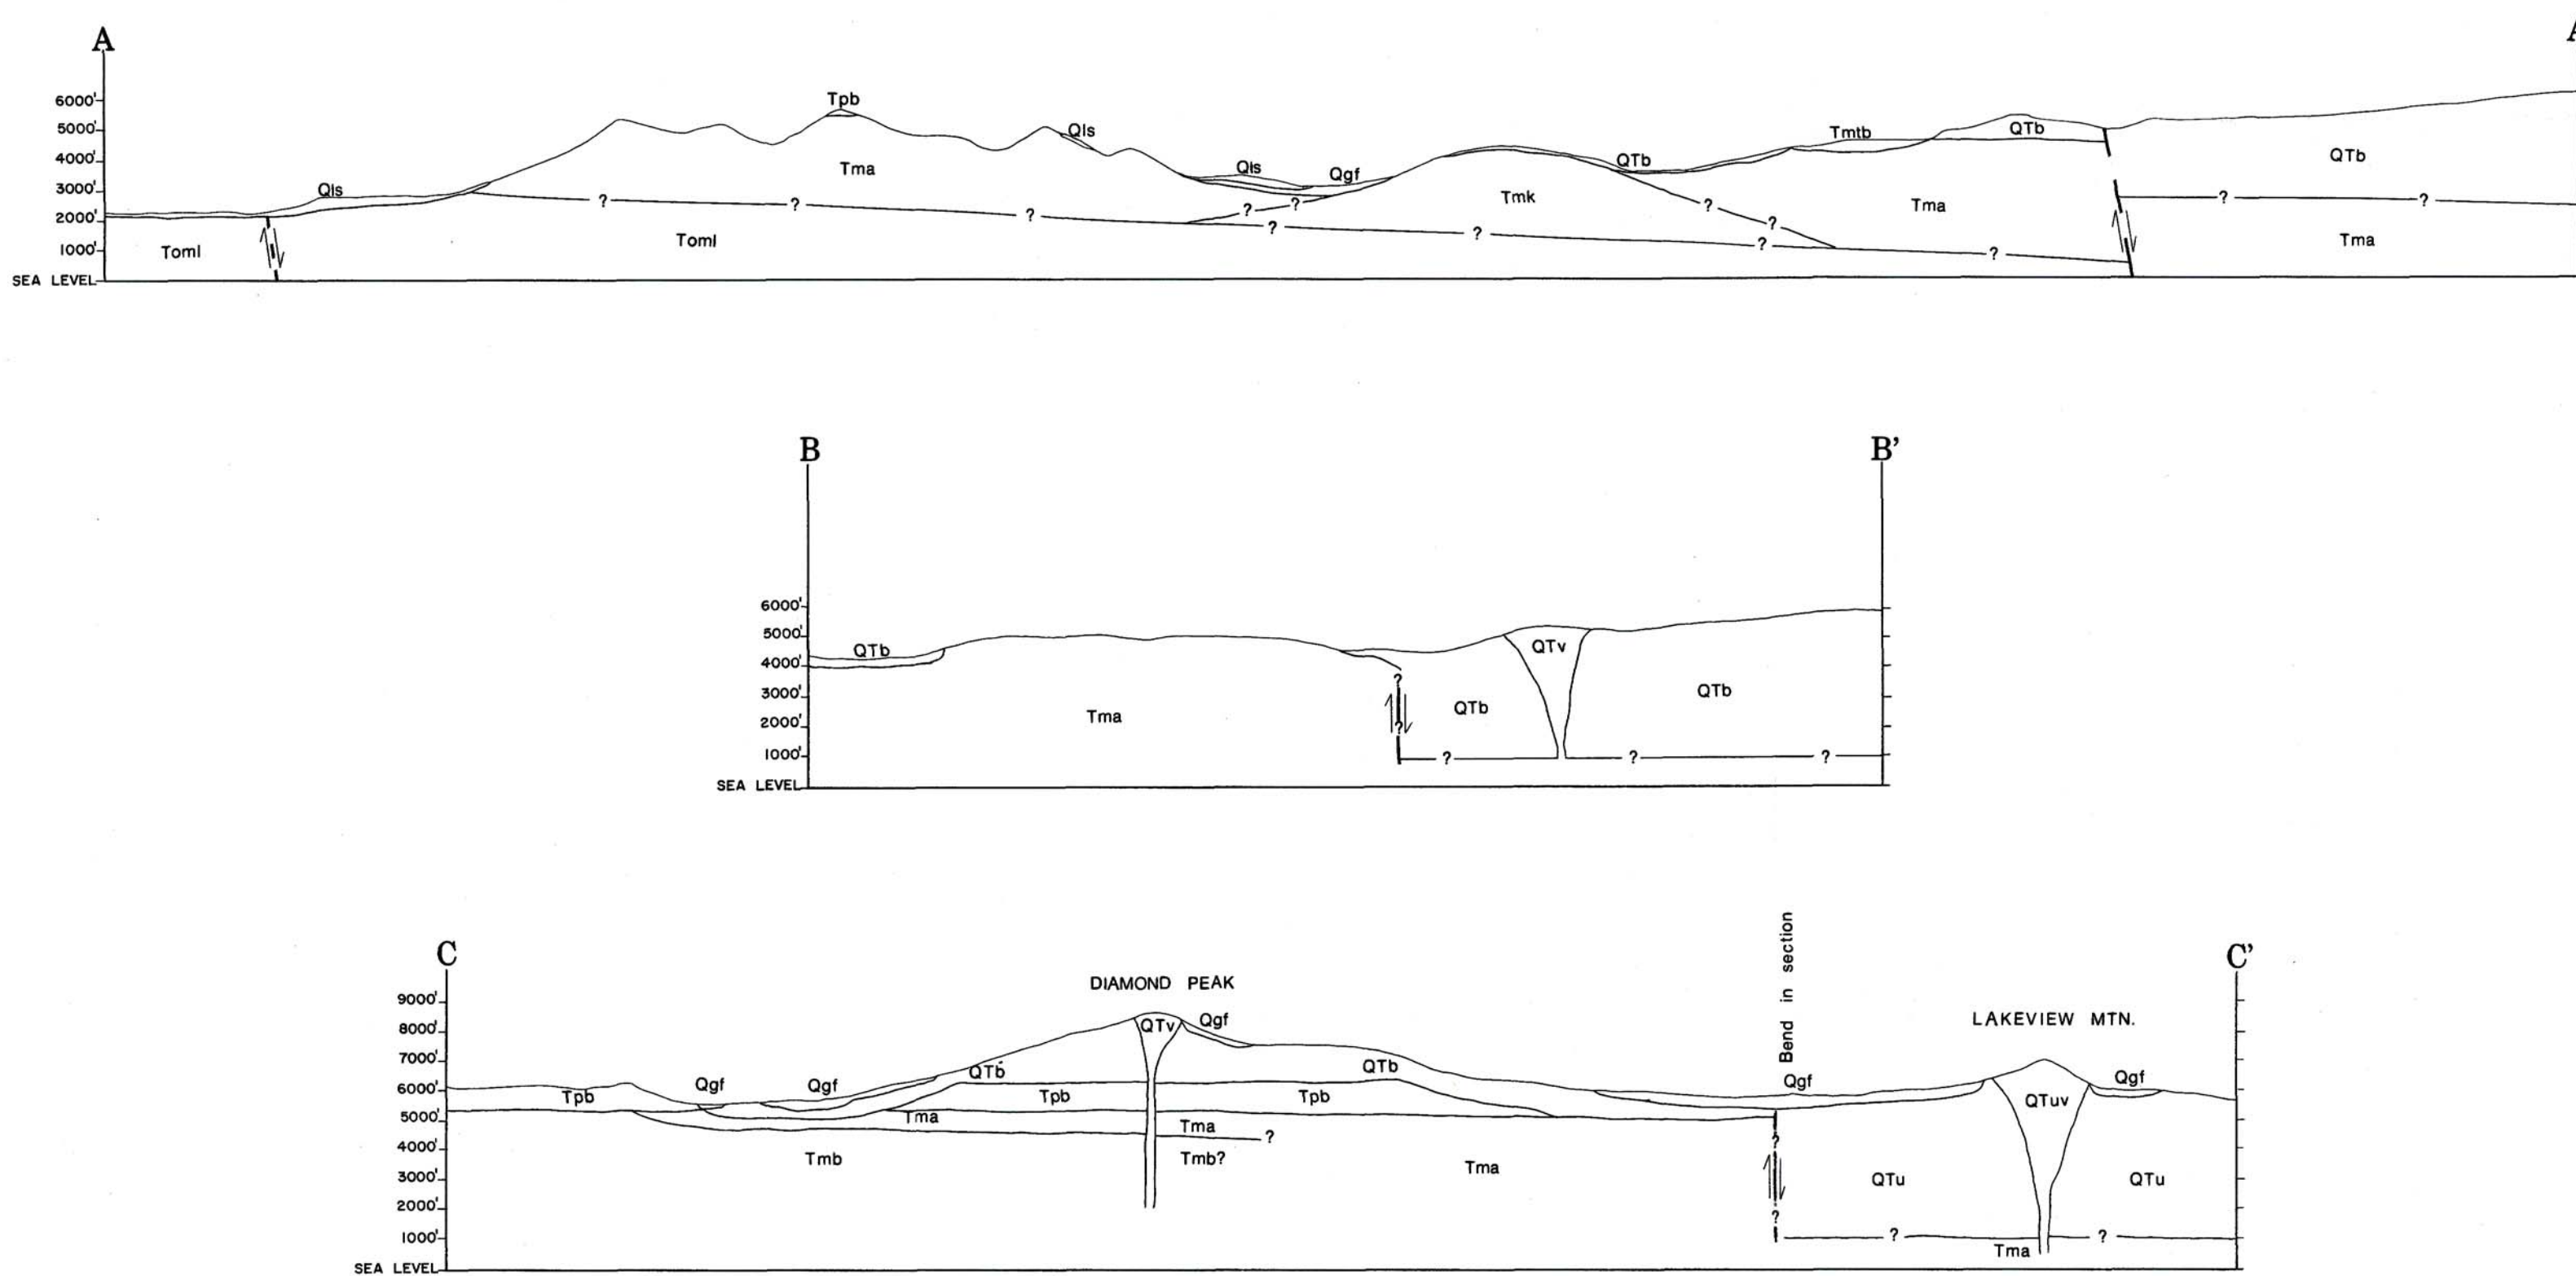 A A
6000'
5000'
4000'
3000'
2000'
1000'
SEA LEVEL
Tpb
Qls
Qls
Tma
Qls
Qgf
QTb
Tmtb
QTb
QTb
Tmk
Tma
Toml
Toml
Tma
? ? ? ? ? ? ? ? ? ? ? ? ?
B B'
6000'
5000'
4000'
3000'
2000'
1000'
SEA LEVEL
QTb
QTv
QTb
QTb
Tma
? ? ? ? ?
C C'
9000'
8000'
7000'
6000'
5000'
4000'
3000'
2000'
1000'
SEA LEVEL
DIAMOND PEAK
Bend in section
LAKEVIEW MTN.
QTv
Qgf
QTb
QTb
Qgf
Qgf
Qgf
Qgf
Tpb
Tpb
Tpb
QTuv
Tma
Tma ?
Tmb
Tmb?
Tma
QTu
QTu
? ? ? ?
Tma